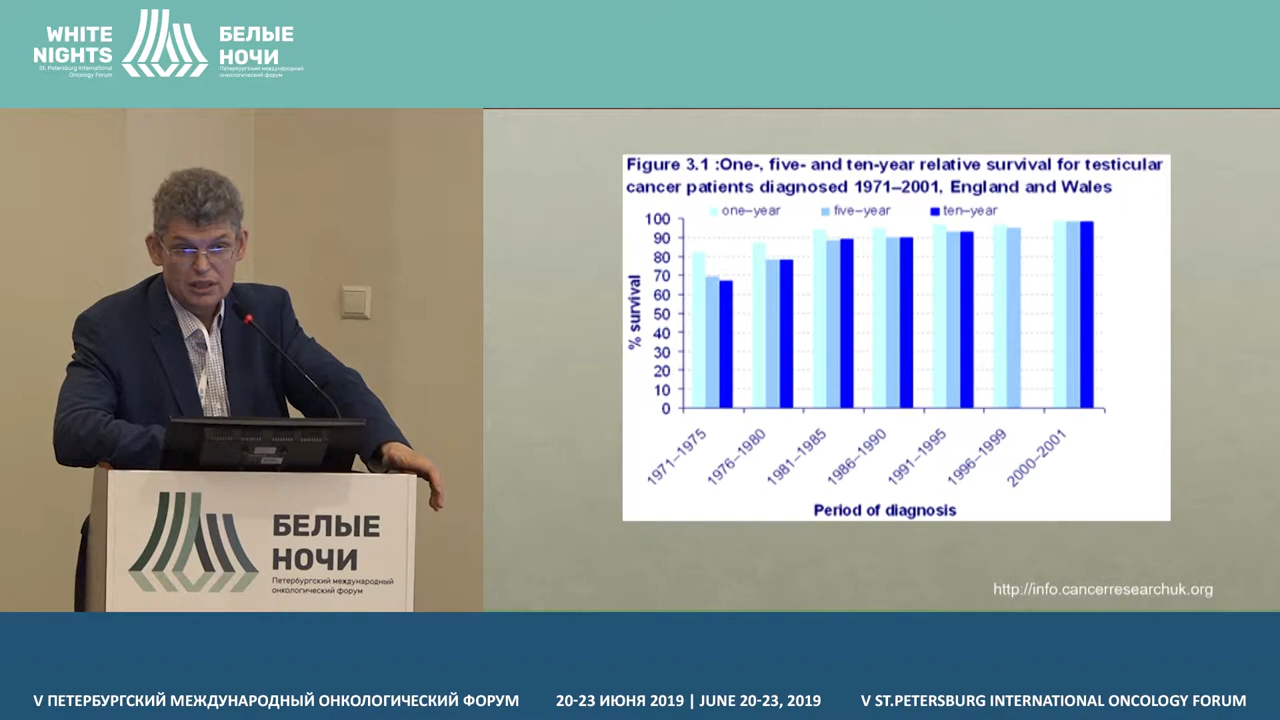 WHITE
NIGHTS
St. Petersburg International
Oncology Forum
БЕЛЫЕ
НОЧИ
Петербургский международный
онкологический форум
Figure 3.1 :One-, five- and ten-year relative survival for testicular
cancer patients diagnosed 1971–2001, England and Wales
one–year five–year ten–year
100
90
80
70
60
50
40
30
20
10
0
% survival
1971–1975
1976–1980
1981–1985
1986–1990
1991–1995
1996–1999
2000–2001
Period of diagnosis
http://info.cancerresearchuk.org
БЕЛЫЕ
НОЧИ
Петербургский международный
онкологический форум
V ПЕТЕРБУРГСКИЙ МЕЖДУНАРОДНЫЙ ОНКОЛОГИЧЕСКИЙ ФОРУМ 20-23 ИЮНЯ 2019 | JUNE 20-23, 2019 V ST.PETERSBURG INTERNATIONAL ONCOLOGY FORUM